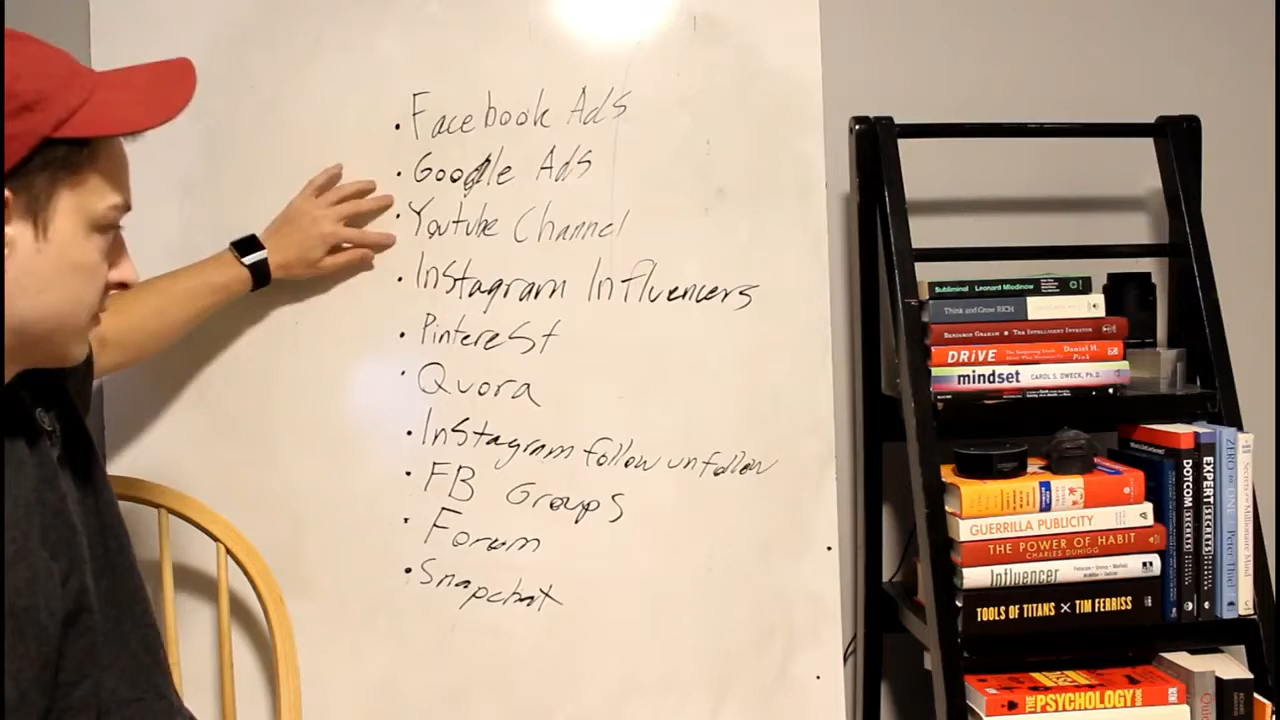 • Facebook Ads
• Google Ads
• Youtube Channel
• Instagram Influencers
• Pinterest
• Quora
• Instagram follow unfollow
• FB Groups
• Forum
• Snapchat
Subliminal Leonard Mlodinow
Think and Grow RICH
BENJAMIN GRAHAM • THE INTELLIGENT INVESTOR
DRiVE Daniel H. Pink
mindset CAROL S. DWECK, Ph.D.
GUERRILLA PUBLICITY
THE POWER OF HABIT
CHARLES DUHIGG
Influencer
TOOLS OF TITANS × TIM FERRISS
DOTCOM SECRETS
EXPERT SECRETS
ZERO to ONE Peter Thiel
Secrets of the Millionaire Mind
THE PSYCHOLOGY BOOK